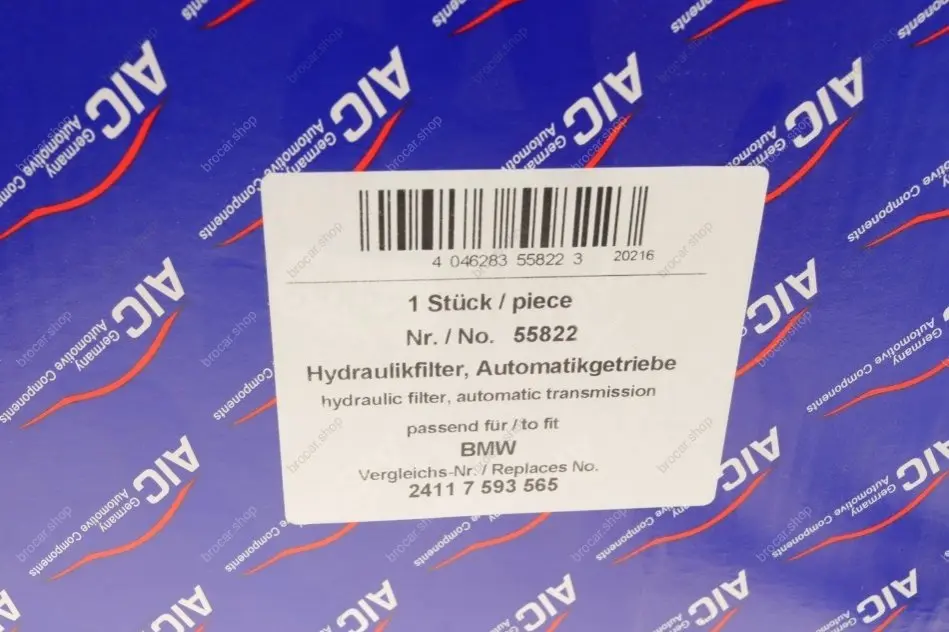 AIC
Germany
Automotive Components
4 046283 55822 3 20216
1 Stück / piece
Nr. / No. 55822
Hydraulikfilter, Automatikgetriebe
hydraulic filter, automatic transmission
passend für / to fit
BMW
Vergleichs-Nr. / Replaces No.
2411 7 593 565
brocar.shop